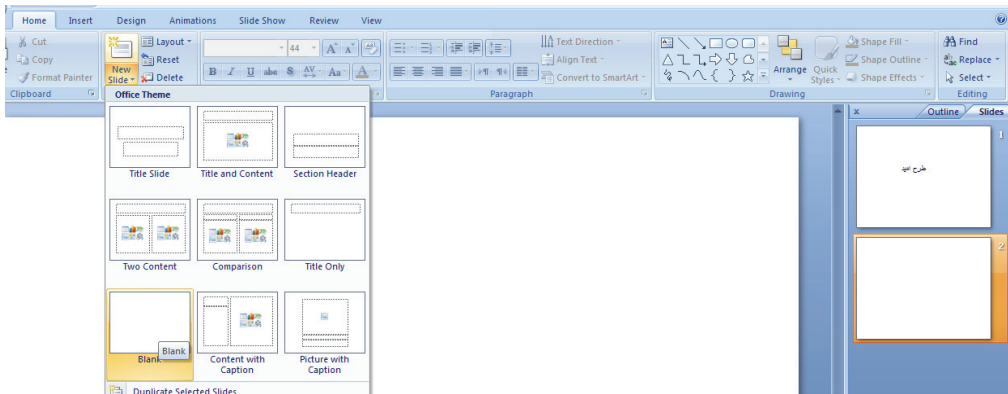 Home Insert Design Animations Slide Show Review View
Cut
Copy
Format Painter
Clipboard
New Slide
Layout
Reset
Delete
44
B I U abc S AV Aa A
Paragraph
Text Direction
Align Text
Convert to SmartArt
Arrange
Quick Styles
Shape Fill
Shape Outline
Shape Effects
Drawing
Find
Replace
Select
Editing
Office Theme
Title Slide
Title and Content
Section Header
Two Content
Comparison
Title Only
Blank
Blank
Content with
Caption
Picture with
Caption
Duplicate Selected Slides
x Outline Slides
1
طرح امید
2